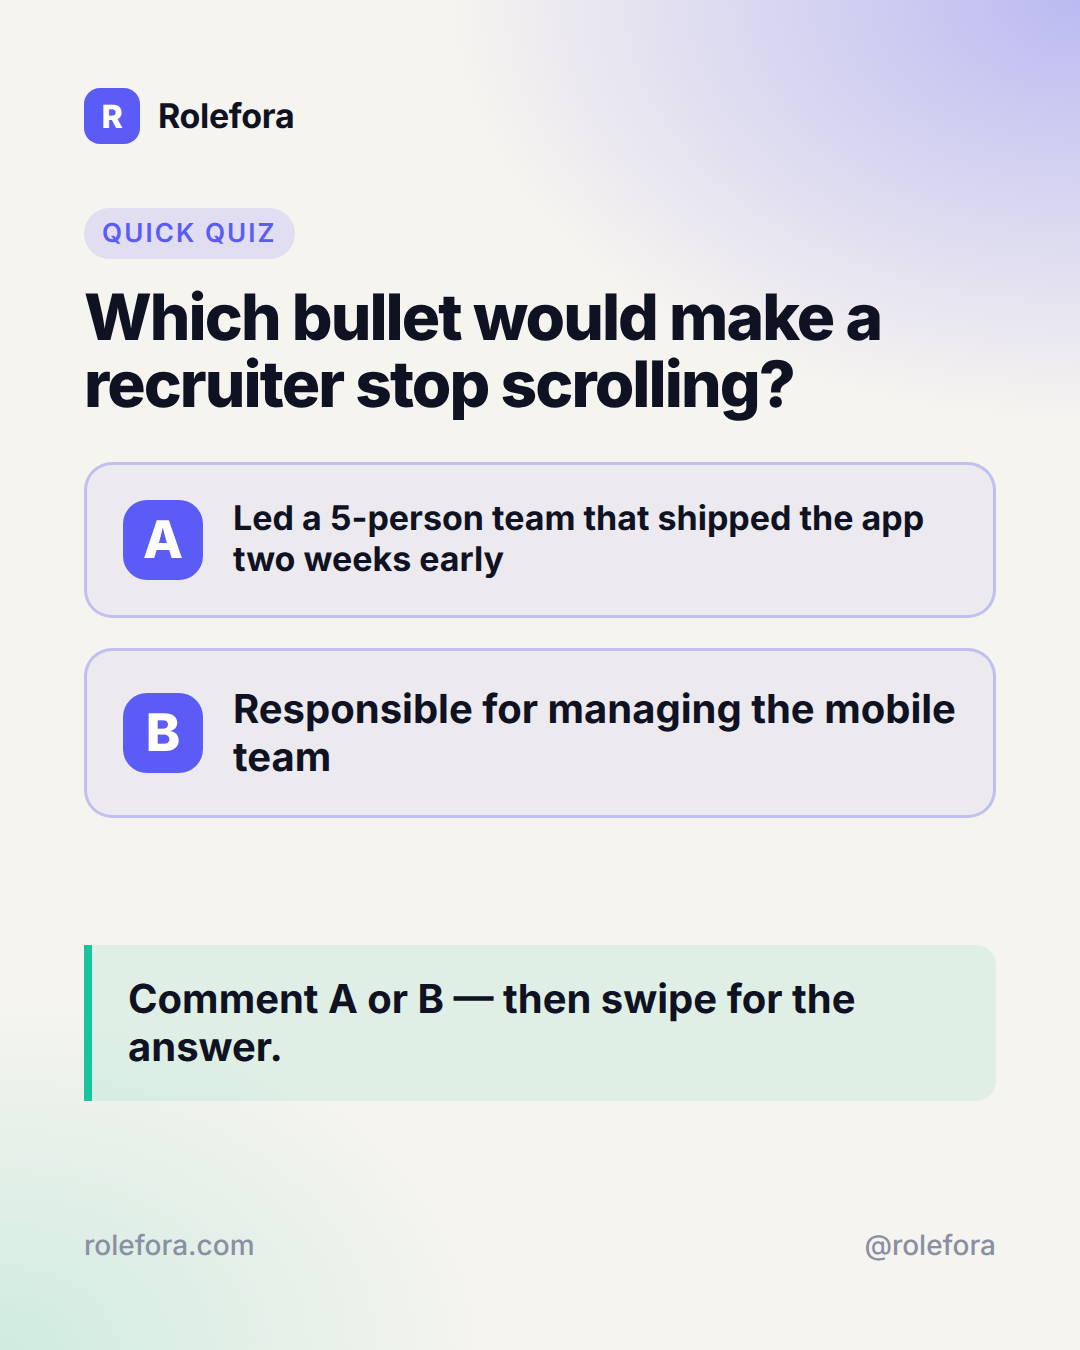 R Rolefora
QUICK QUIZ
Which bullet would make a
recruiter stop scrolling?
A
Led a 5-person team that shipped the app
two weeks early
B
Responsible for managing the mobile
team
Comment A or B — then swipe for the
answer.
rolefora.com
@rolefora